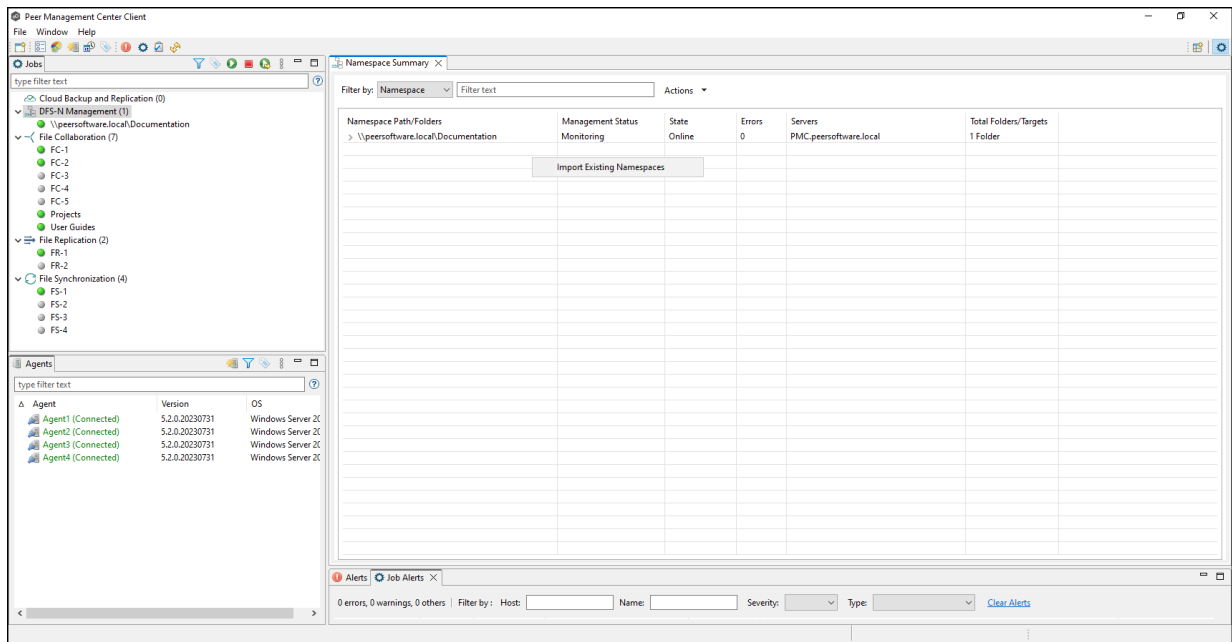 Peer Management Center Client
File Window Help
Jobs
type filter text
Cloud Backup and Replication (0)
DFS-N Management (1)
\\peersoftware.local\Documentation
File Collaboration (7)
FC-1
FC-2
FC-3
FC-4
FC-5
Projects
User Guides
File Replication (2)
FR-1
FR-2
File Synchronization (4)
FS-1
FS-2
FS-3
FS-4
Agents
type filter text
Agent Version OS
Agent1 (Connected) 5.2.0.20230731 Windows Server 20
Agent2 (Connected) 5.2.0.20230731 Windows Server 20
Agent3 (Connected) 5.2.0.20230731 Windows Server 20
Agent4 (Connected) 5.2.0.20230731 Windows Server 20
Namespace Summary
Filter by: Namespace Filter text Actions
Namespace Path/Folders Management Status State Errors Servers Total Folders/Targets
\\peersoftware.local\Documentation Monitoring Online 0 PMC.peersoftware.local 1 Folder
Import Existing Namespaces
Alerts Job Alerts
0 errors, 0 warnings, 0 others Filter by : Host: Name: Severity: Type: Clear Alerts